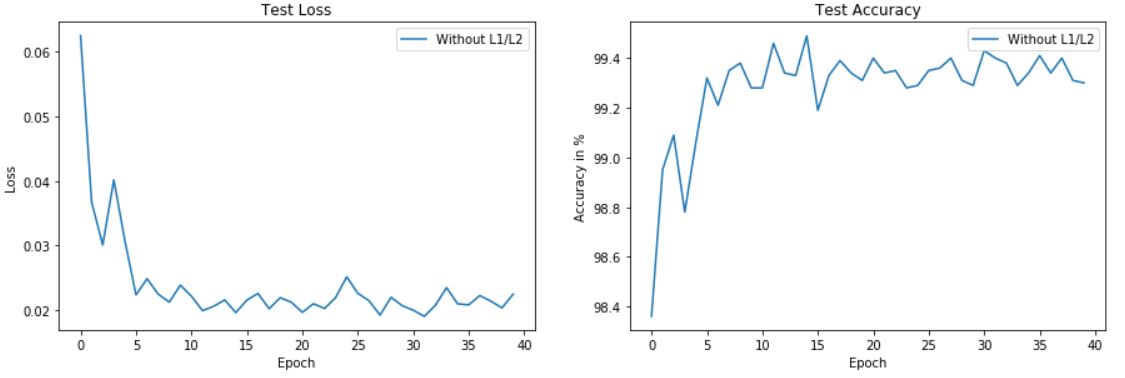 Test Loss
Without L1/L2
0.06
0.05
0.04
0.03
0.02
Loss
0 5 10 15 20 25 30 35 40
Epoch
Test Accuracy
Without L1/L2
99.4
99.2
99.0
98.8
98.6
98.4
Accuracy in %
0 5 10 15 20 25 30 35 40
Epoch